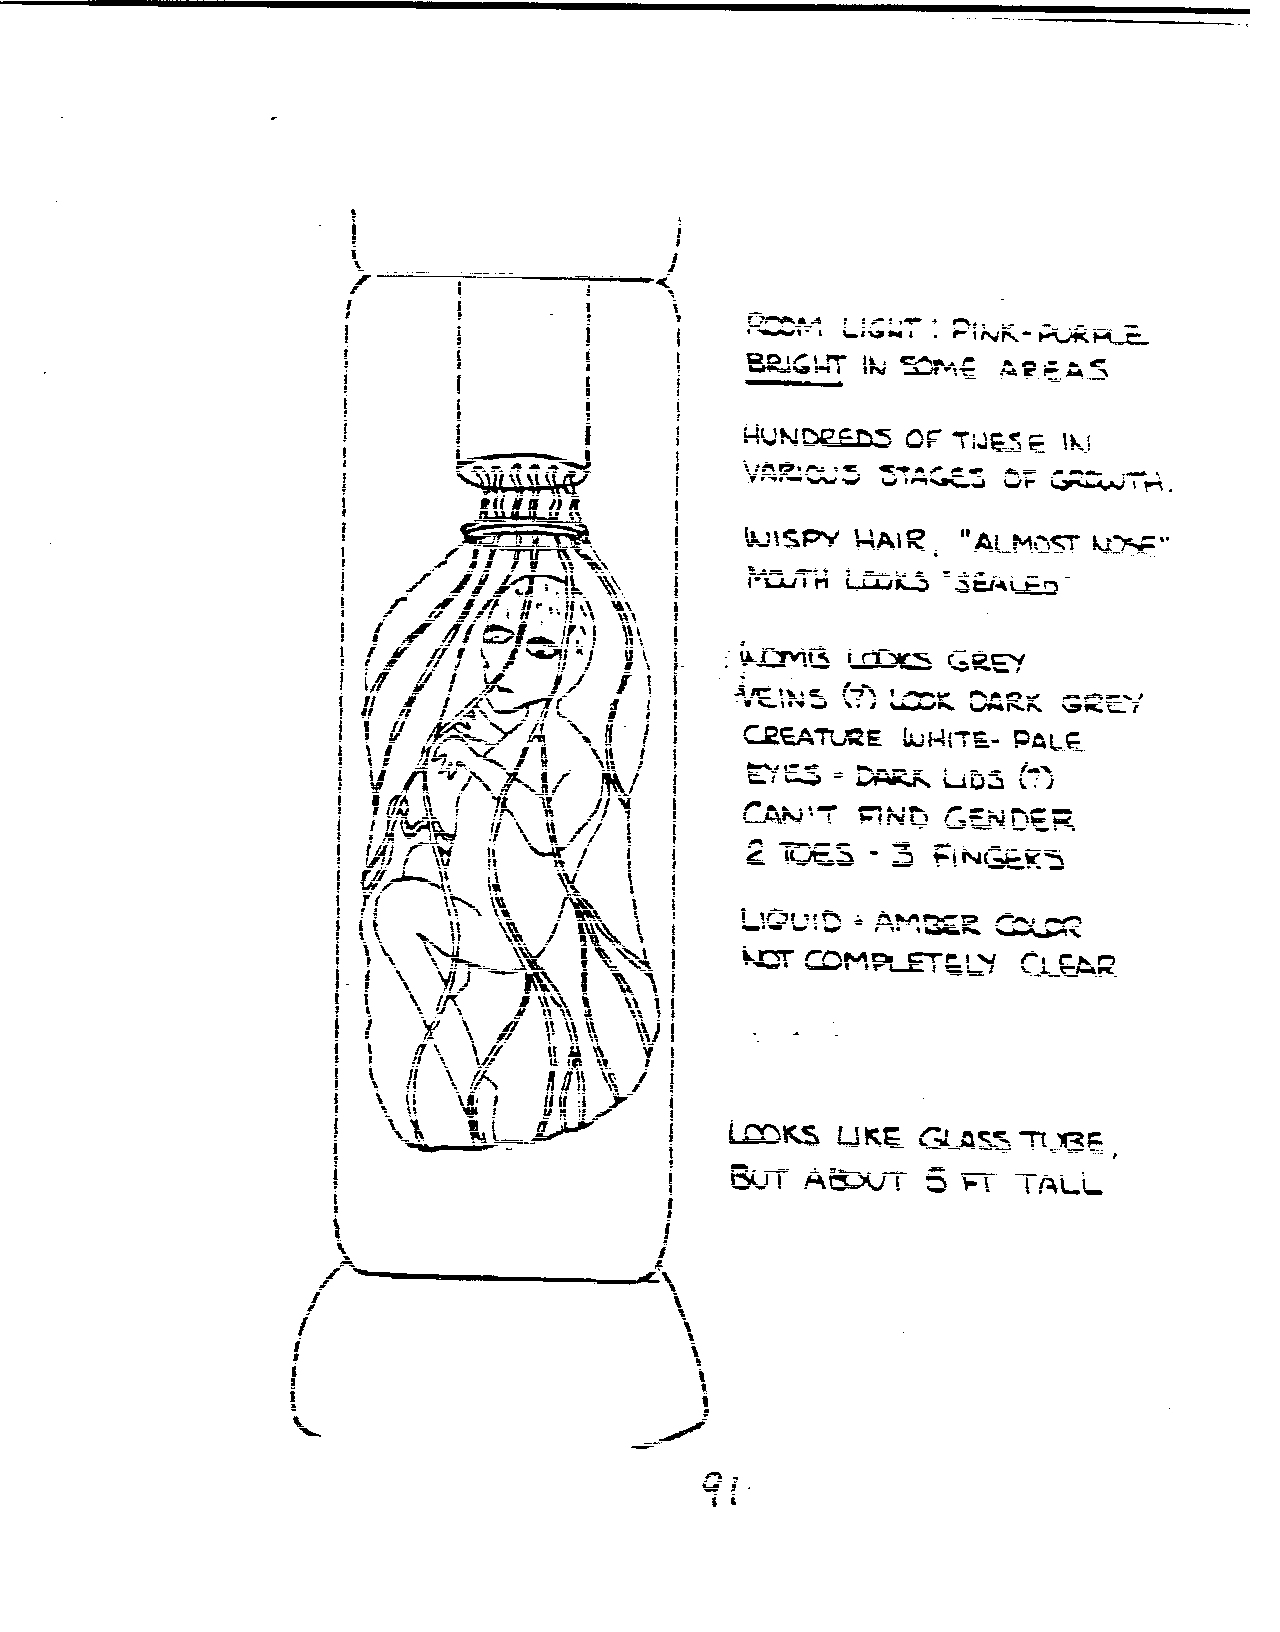 ROOM LIGHT: PINK-PURPLE
BRIGHT IN SOME AREAS
HUNDREDS OF THESE IN
VARIOUS STAGES OF GROWTH.
WISPY HAIR, "ALMOST NOSE"
MOUTH LOOKS "SEALED"
WOMB LOOKS GREY
VEINS (?) LOOK DARK GREY
CREATURE WHITE-PALE
EYES = DARK LIDS (?)
CAN'T FIND GENDER
2 TOES - 3 FINGERS
LIQUID = AMBER COLOR
NOT COMPLETELY CLEAR
LOOKS LIKE GLASS TUBE,
BUT ABOUT 5 FT TALL
91